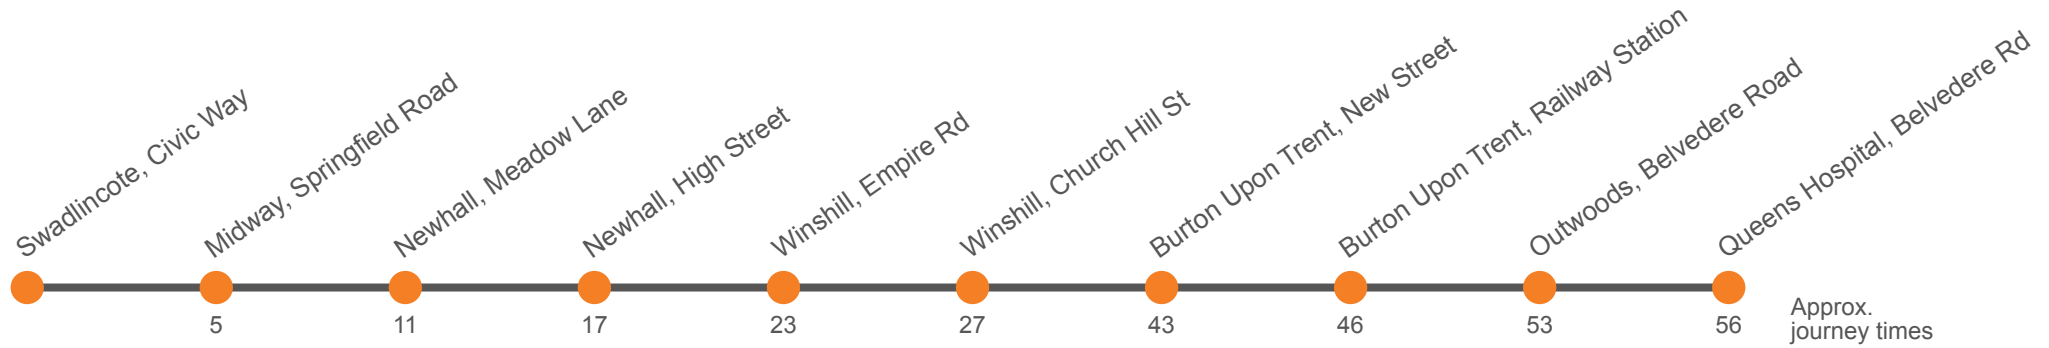 Swadlincote, Civic Way
Midway, Springfield Road
Newhall, Meadow Lane
Newhall, High Street
Winshill, Empire Rd
Winshill, Church Hill St
Burton Upon Trent, New Street
Burton Upon Trent, Railway Station
Outwoods, Belvedere Road
Queens Hospital, Belvedere Rd
5 11 17 23 27 43 46 53 56
Approx.
journey times